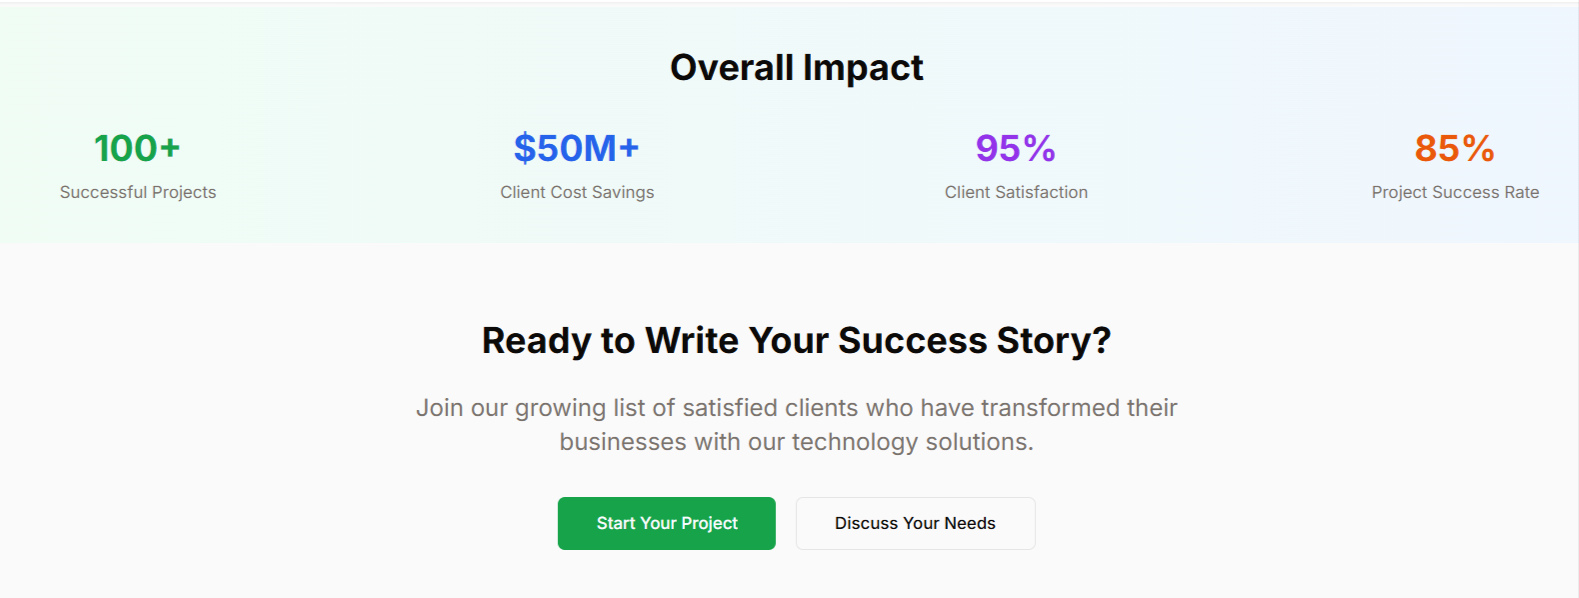 Overall Impact
100+
Successful Projects
$50M+
Client Cost Savings
95%
Client Satisfaction
85%
Project Success Rate
Ready to Write Your Success Story?
Join our growing list of satisfied clients who have transformed their
businesses with our technology solutions.
Start Your Project
Discuss Your Needs